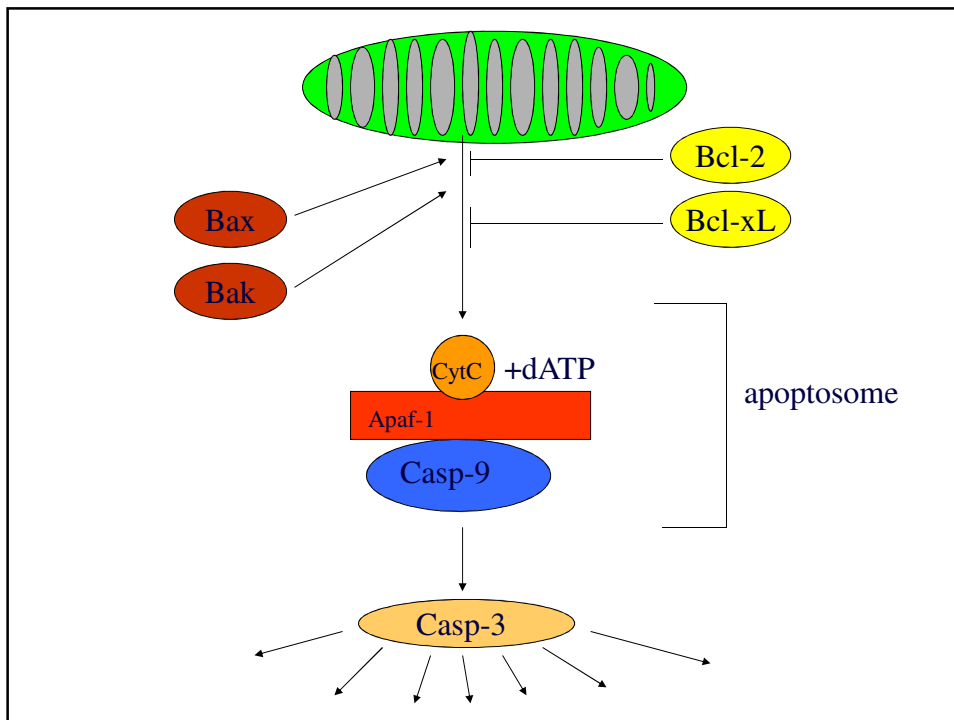 Bcl-2
Bax
Bcl-xL
Bak
CytC +dATP
apoptosome
Apaf-1
Casp-9
Casp-3